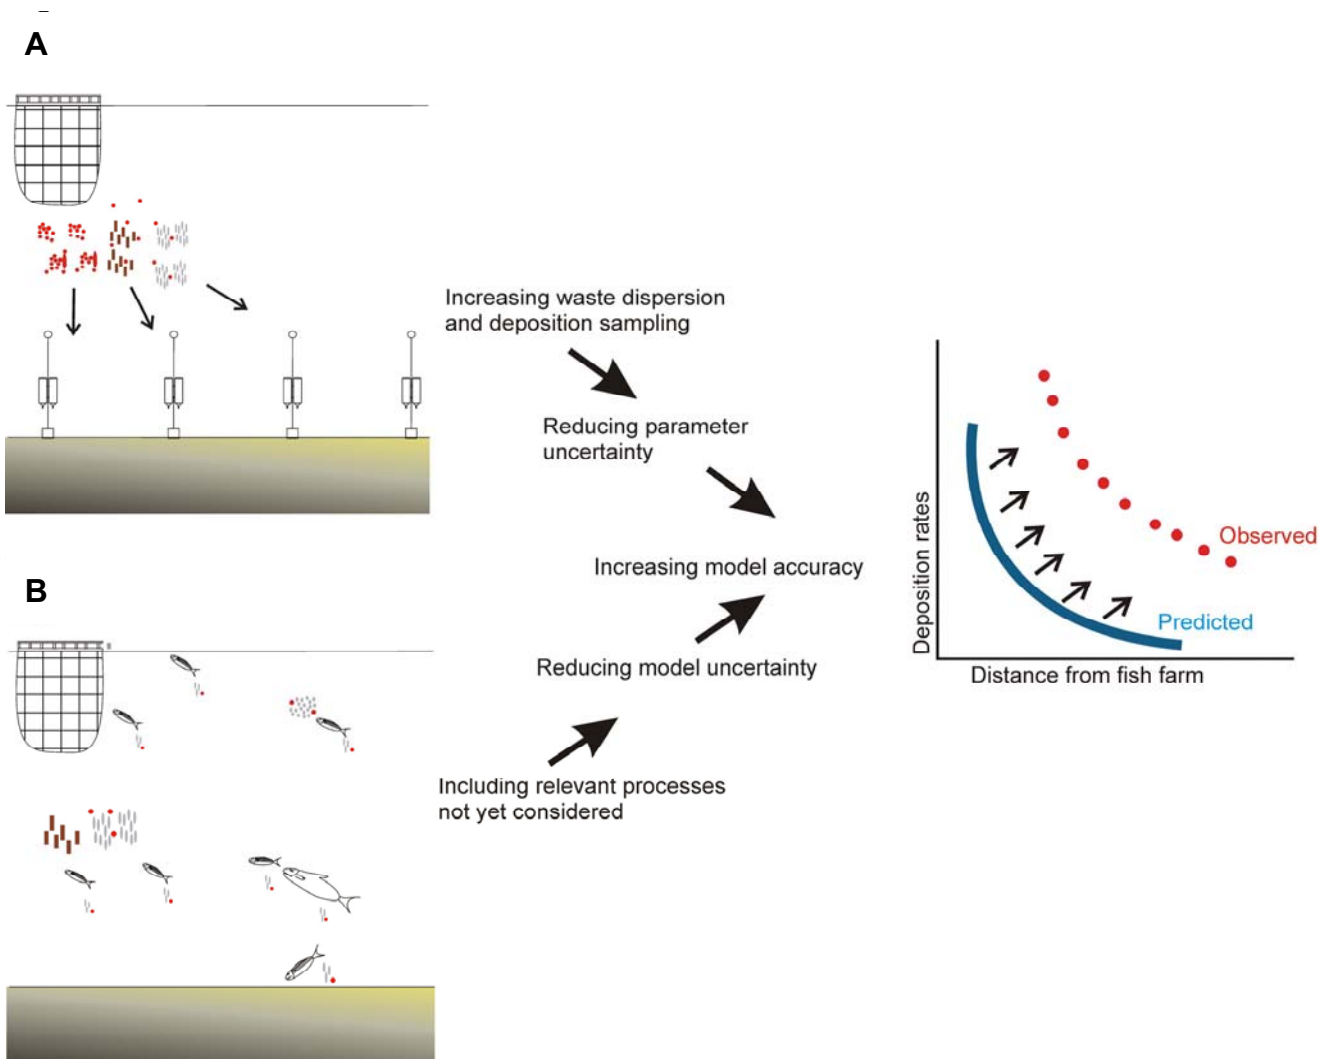 A
Increasing waste dispersion
and deposition sampling
Reducing parameter
uncertainty
Increasing model accuracy
B
Reducing model uncertainty
Including relevant processes
not yet considered
Deposition rates
Observed
Predicted
Distance from fish farm